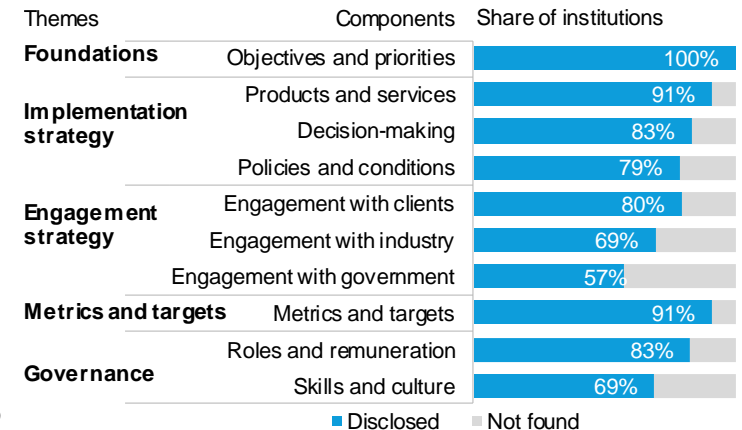 Themes Components Share of institutions
Foundations Objectives and priorities 100%
Implementation strategy Products and services 91%
Decision-making 83%
Policies and conditions 79%
Engagement strategy Engagement with clients 80%
Engagement with industry 69%
Engagement with government 57%
Metrics and targets Metrics and targets 91%
Governance Roles and remuneration 83%
Skills and culture 69%
Disclosed Not found